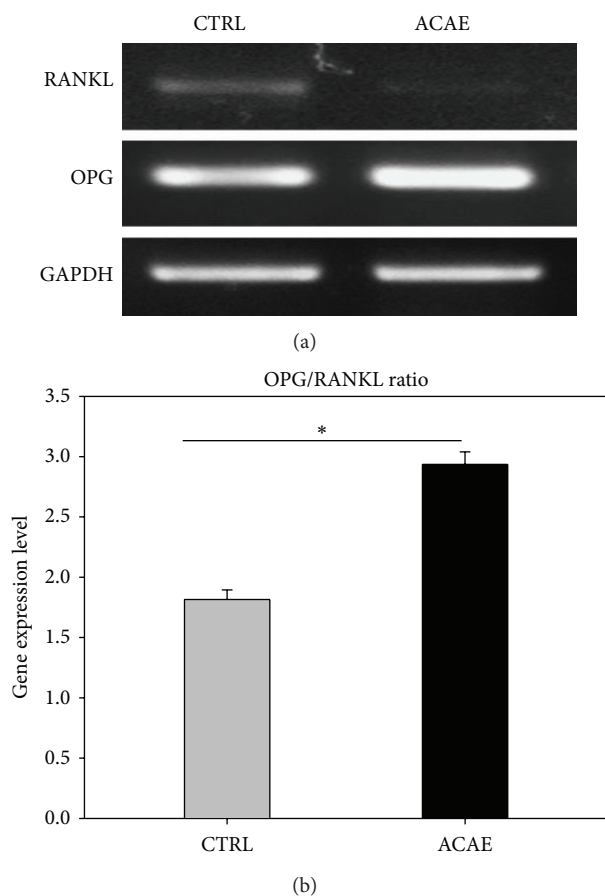 CTRL ACAE
RANKL
OPG
GAPDH
(a)
OPG/RANKL ratio
3.5
3.0
2.5
2.0
1.5
1.0
0.5
0.0
Gene expression level
*
CTRL ACAE
(b)